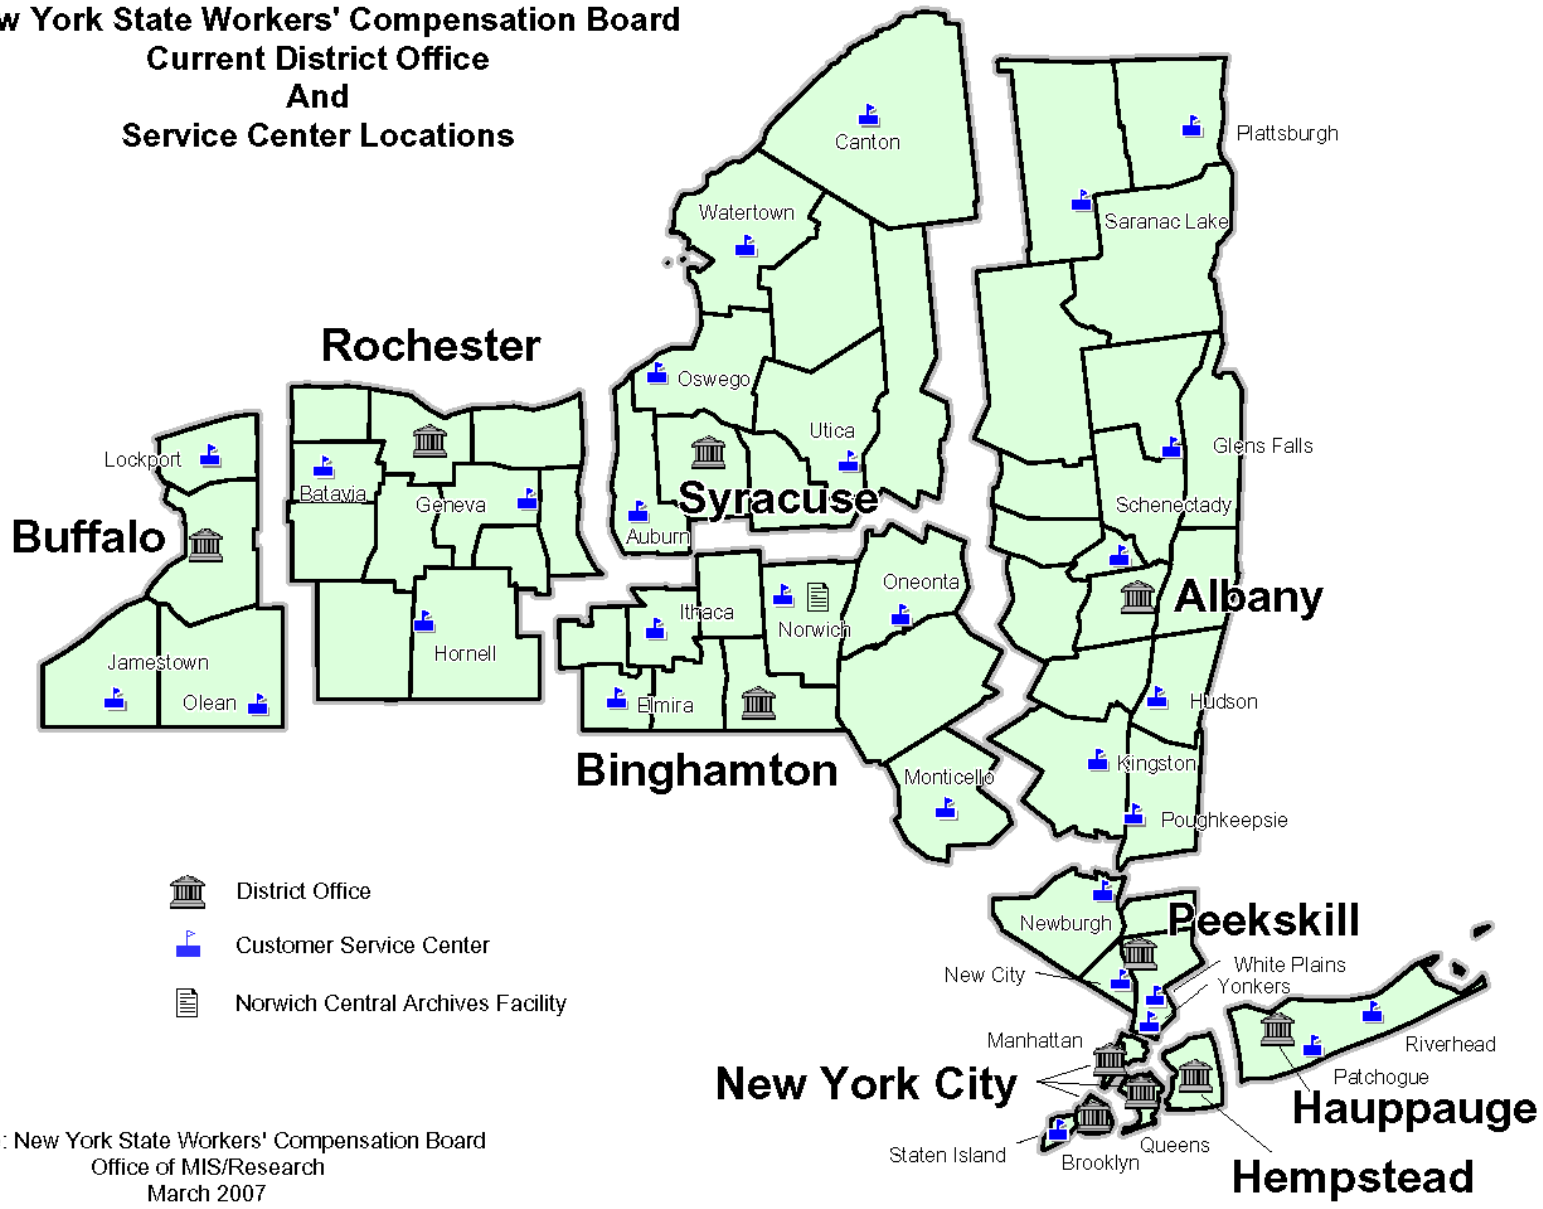 w York State Workers' Compensation Board
Current District Office
And
Service Center Locations
Canton
Plattsburgh
Watertown
Saranac Lake
Rochester
Oswego
Utica
Glens Falls
Lockport
Batavia
Geneva
Syracuse
Schenectady
Buffalo
Auburn
Oneonta
Albany
Ithaca
Norwich
Hornell
Jamestown
Olean
Elmira
Hudson
Binghamton
Monticello
Kingston
Poughkeepsie
District Office
Customer Service Center
Norwich Central Archives Facility
Newburgh
Peekskill
New City
White Plains
Yonkers
Manhattan
Riverhead
New York City
Patchogue
Hauppauge
Queens
Staten Island
Brooklyn
Hempstead
: New York State Workers' Compensation Board
Office of MIS/Research
March 2007